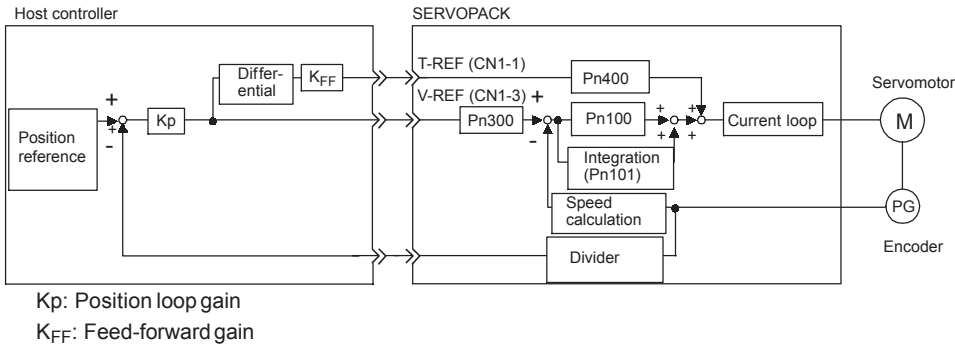 Host controller
SERVOPACK
T-REF (CN1-1)
Differ-
ential
KFF
Pn400
Servomotor
V-REF (CN1-3)
+
+
+
-
Position
reference
Kp
Pn300
+
-
Pn100
+
+
+
+
Current loop
M
Integration
(Pn101)
Speed
calculation
PG
Divider
Encoder
Kp: Position loop gain
KFF: Feed-forward gain